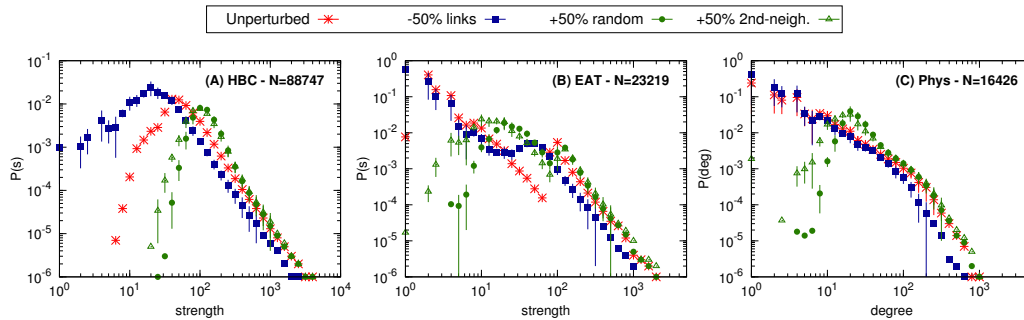 Unperturbed -50% links +50% random +50% 2nd-neigh.
(A) HBC - N=88747
P(s)
10^-1
10^-2
10^-3
10^-4
10^-5
10^-6
10^0 10^1 10^2 10^3 10^4
strength
(B) EAT - N=23219
P(s)
10^0
10^-1
10^-2
10^-3
10^-4
10^-5
10^-6
10^0 10^1 10^2 10^3
strength
(C) Phys - N=16426
P(deg)
10^0
10^-1
10^-2
10^-3
10^-4
10^-5
10^-6
10^0 10^1 10^2 10^3
degree